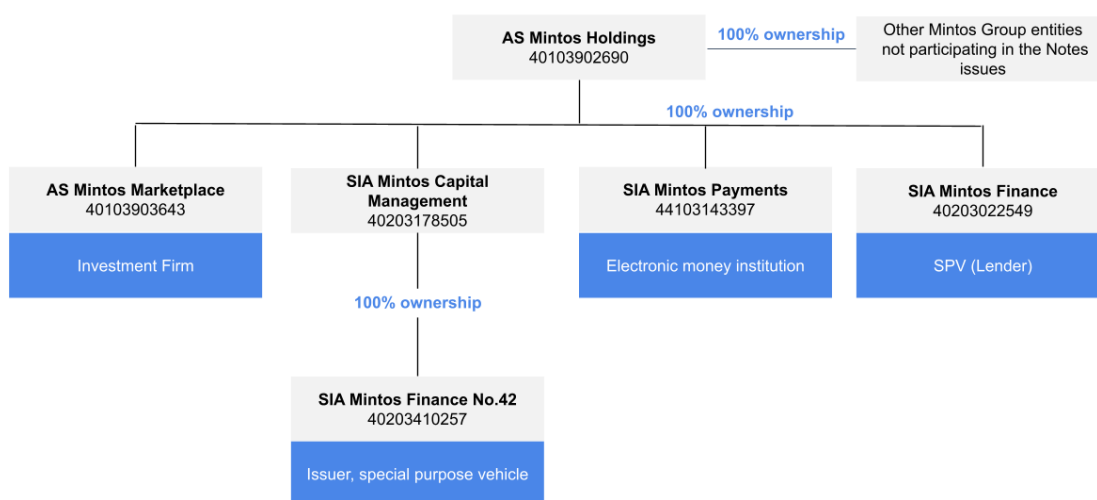 AS Mintos Holdings
40103902690
100% ownership
Other Mintos Group entities
not participating in the Notes
issues
100% ownership
AS Mintos Marketplace
40103903643
Investment Firm
SIA Mintos Capital
Management
40203178505
SIA Mintos Payments
44103143397
Electronic money institution
SIA Mintos Finance
40203022549
SPV (Lender)
100% ownership
SIA Mintos Finance No.42
40203410257
Issuer, special purpose vehicle